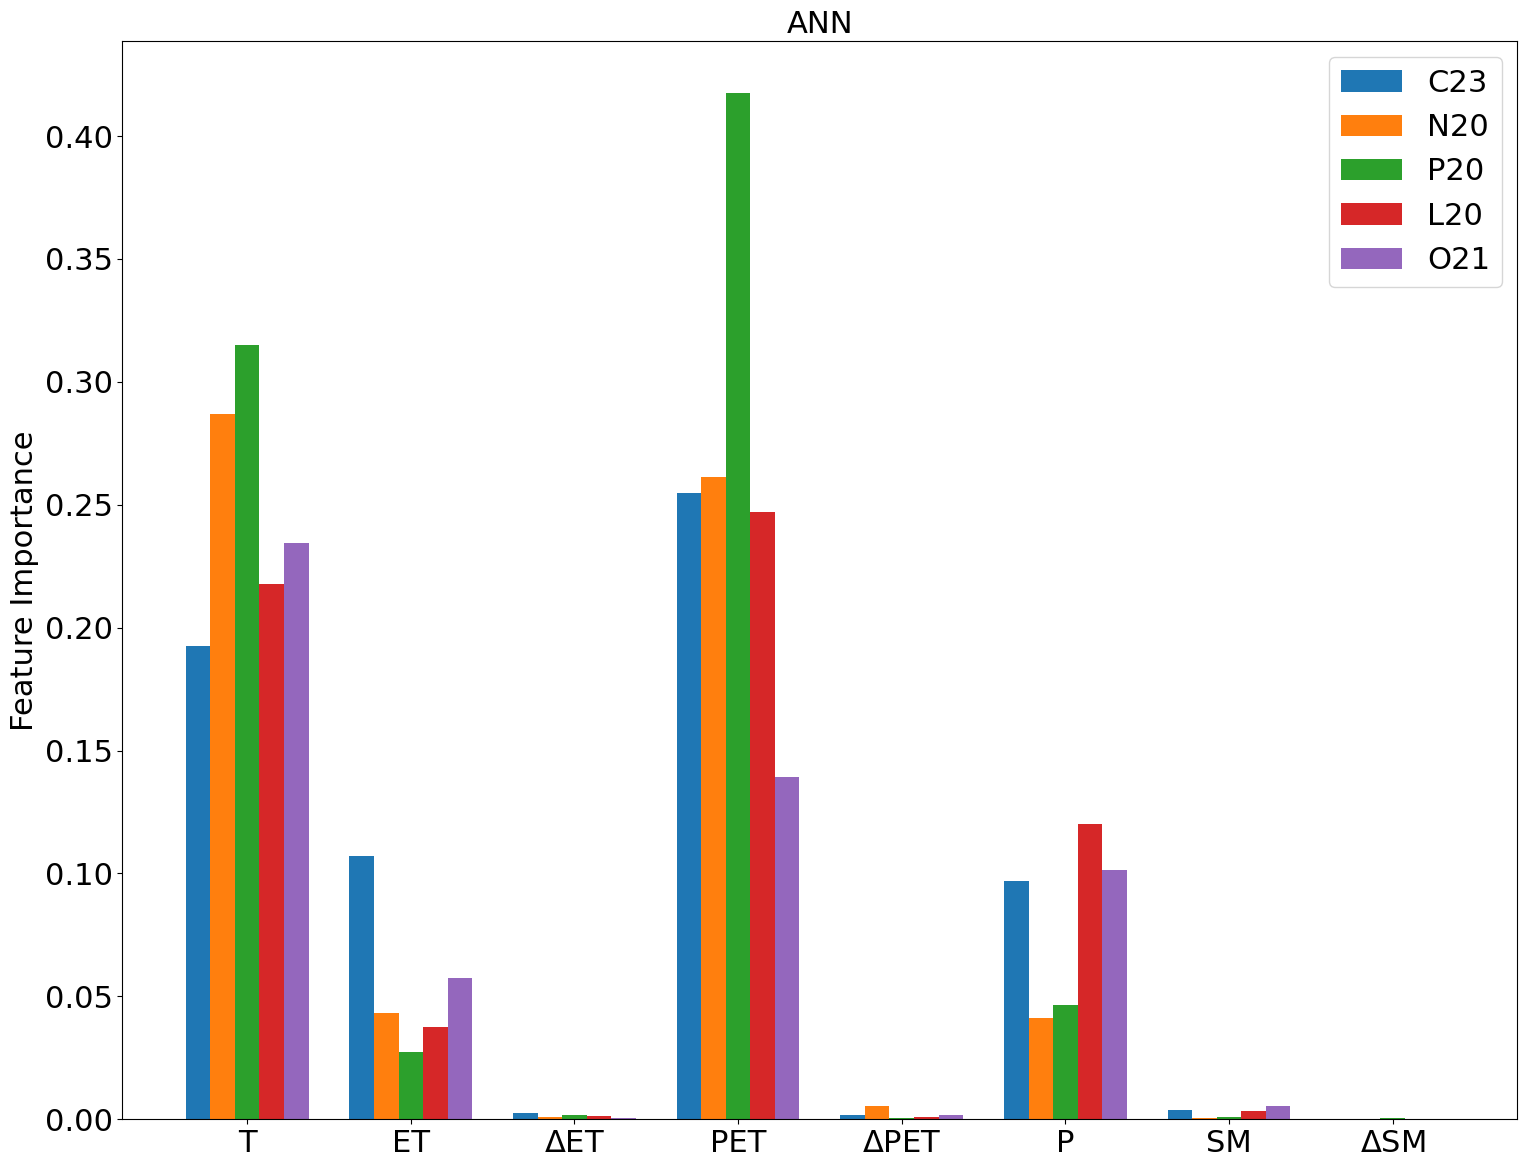 ANN
Feature Importance
0.40
0.35
0.30
0.25
0.20
0.15
0.10
0.05
0.00
T ET ΔET PET ΔPET P SM ΔSM
C23
N20
P20
L20
O21